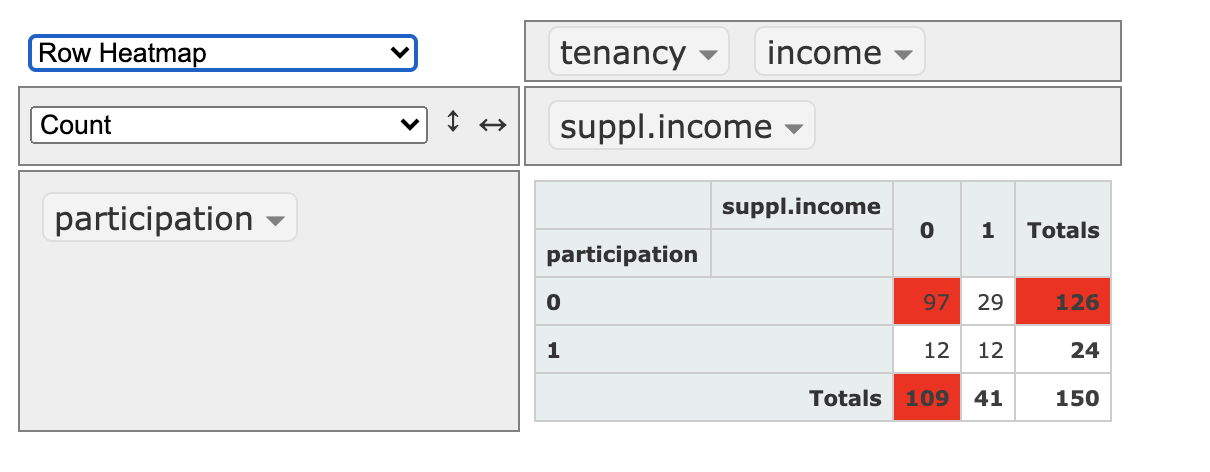 Row Heatmap
tenancy income
Count
suppl.income
participation
suppl.income 0 1 Totals
participation
0 97 29 126
1 12 12 24
Totals 109 41 150